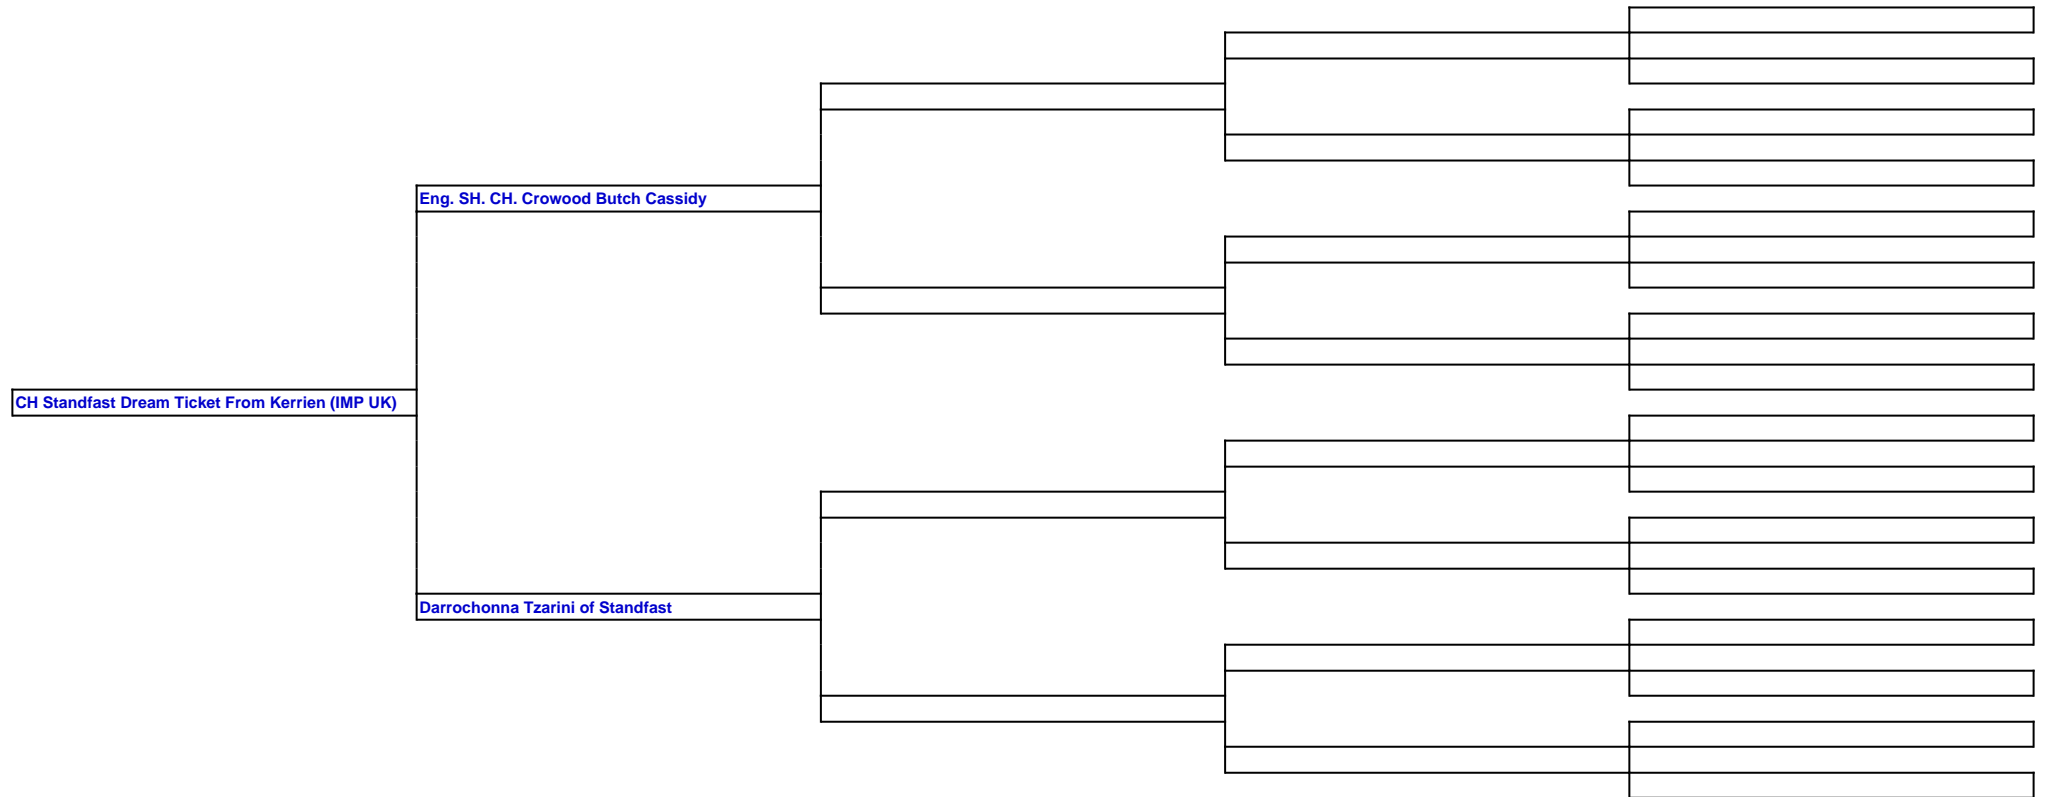 Eng. SH. CH. Crowood Butch Cassidy
CH Standfast Dream Ticket From Kerrien (IMP UK)
Darrochonna Tzarini of Standfast